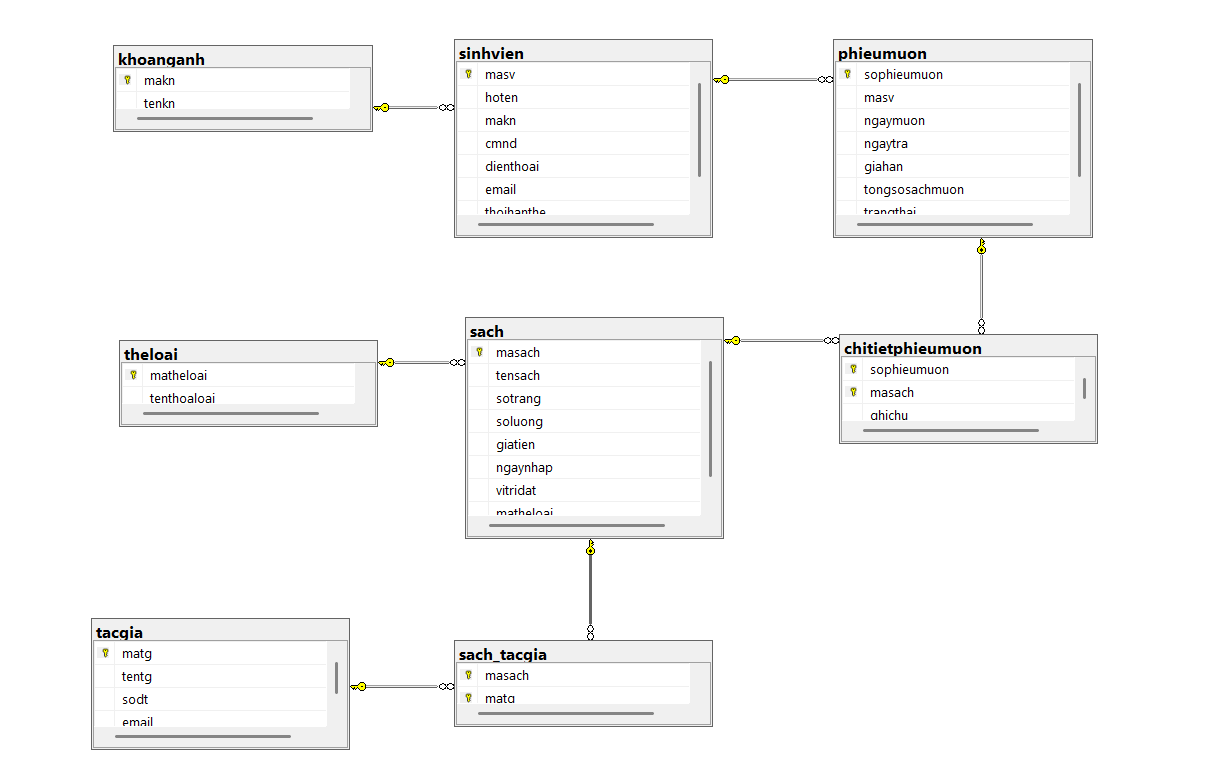 khoanganh
makn
tenkn
sinhvien
masv
hoten
makn
cmnd
dienthoai
email
thoihanthe
phieumuon
sophieumuon
masv
ngaymuon
ngaytra
giahan
tongsosachmuon
trangthai
theloai
matheloai
tenthoaloai
sach
masach
tensach
sotrang
soluong
giatien
ngaynhap
vitridat
matheloai
chitietphieumuon
sophieumuon
masach
ghichu
tacgia
matg
tentg
sodt
email
sach_tacgia
masach
matg